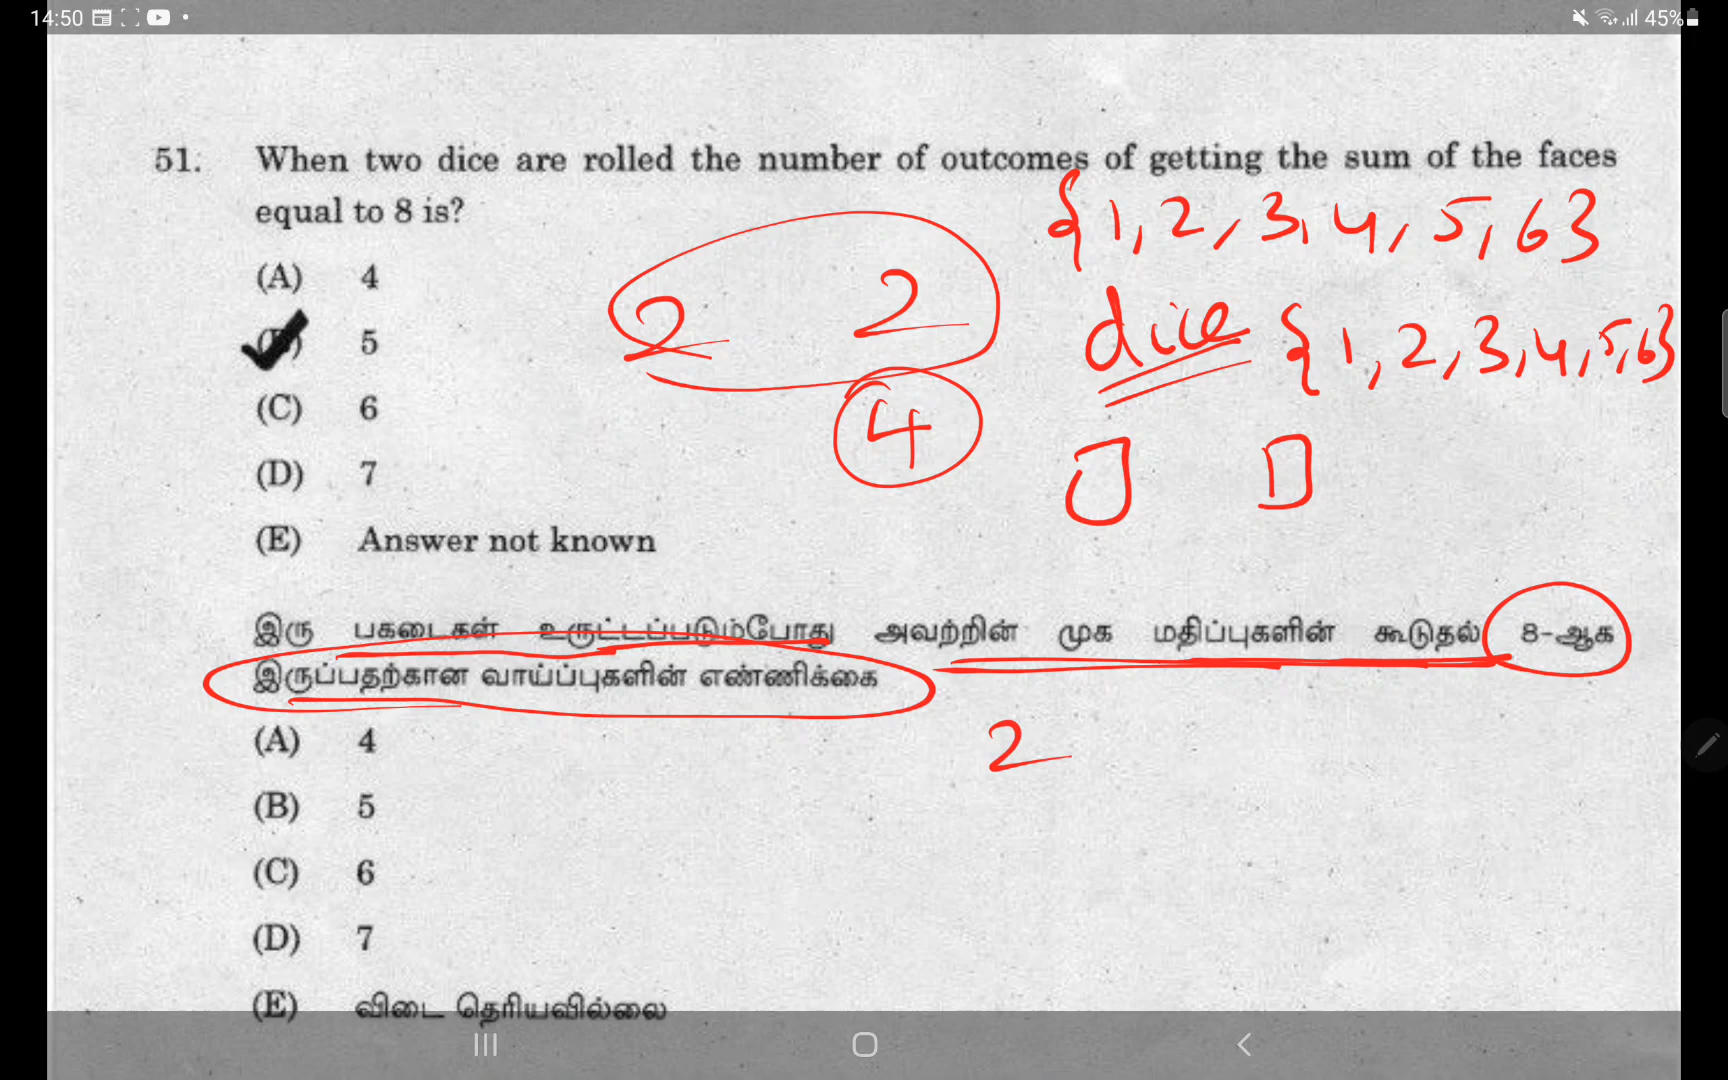 14:50
45%
51. When two dice are rolled the number of outcomes of getting the sum of the faces
equal to 8 is?
{1, 2, 3, 4, 5, 6}
(A) 4
2 2
dice {1, 2, 3, 4, 5, 6}
5
(C) 6
4
(D) 7
(E) Answer not known
இரு பகடைகள் உருட்டப்படும்போது அவற்றின் முக மதிப்புகளின் கூடுதல் 8-ஆக
இருப்பதற்கான வாய்ப்புகளின் எண்ணிக்கை
(A) 4
2
(B) 5
(C) 6
(D) 7
(E) விடை தெரியவில்லை